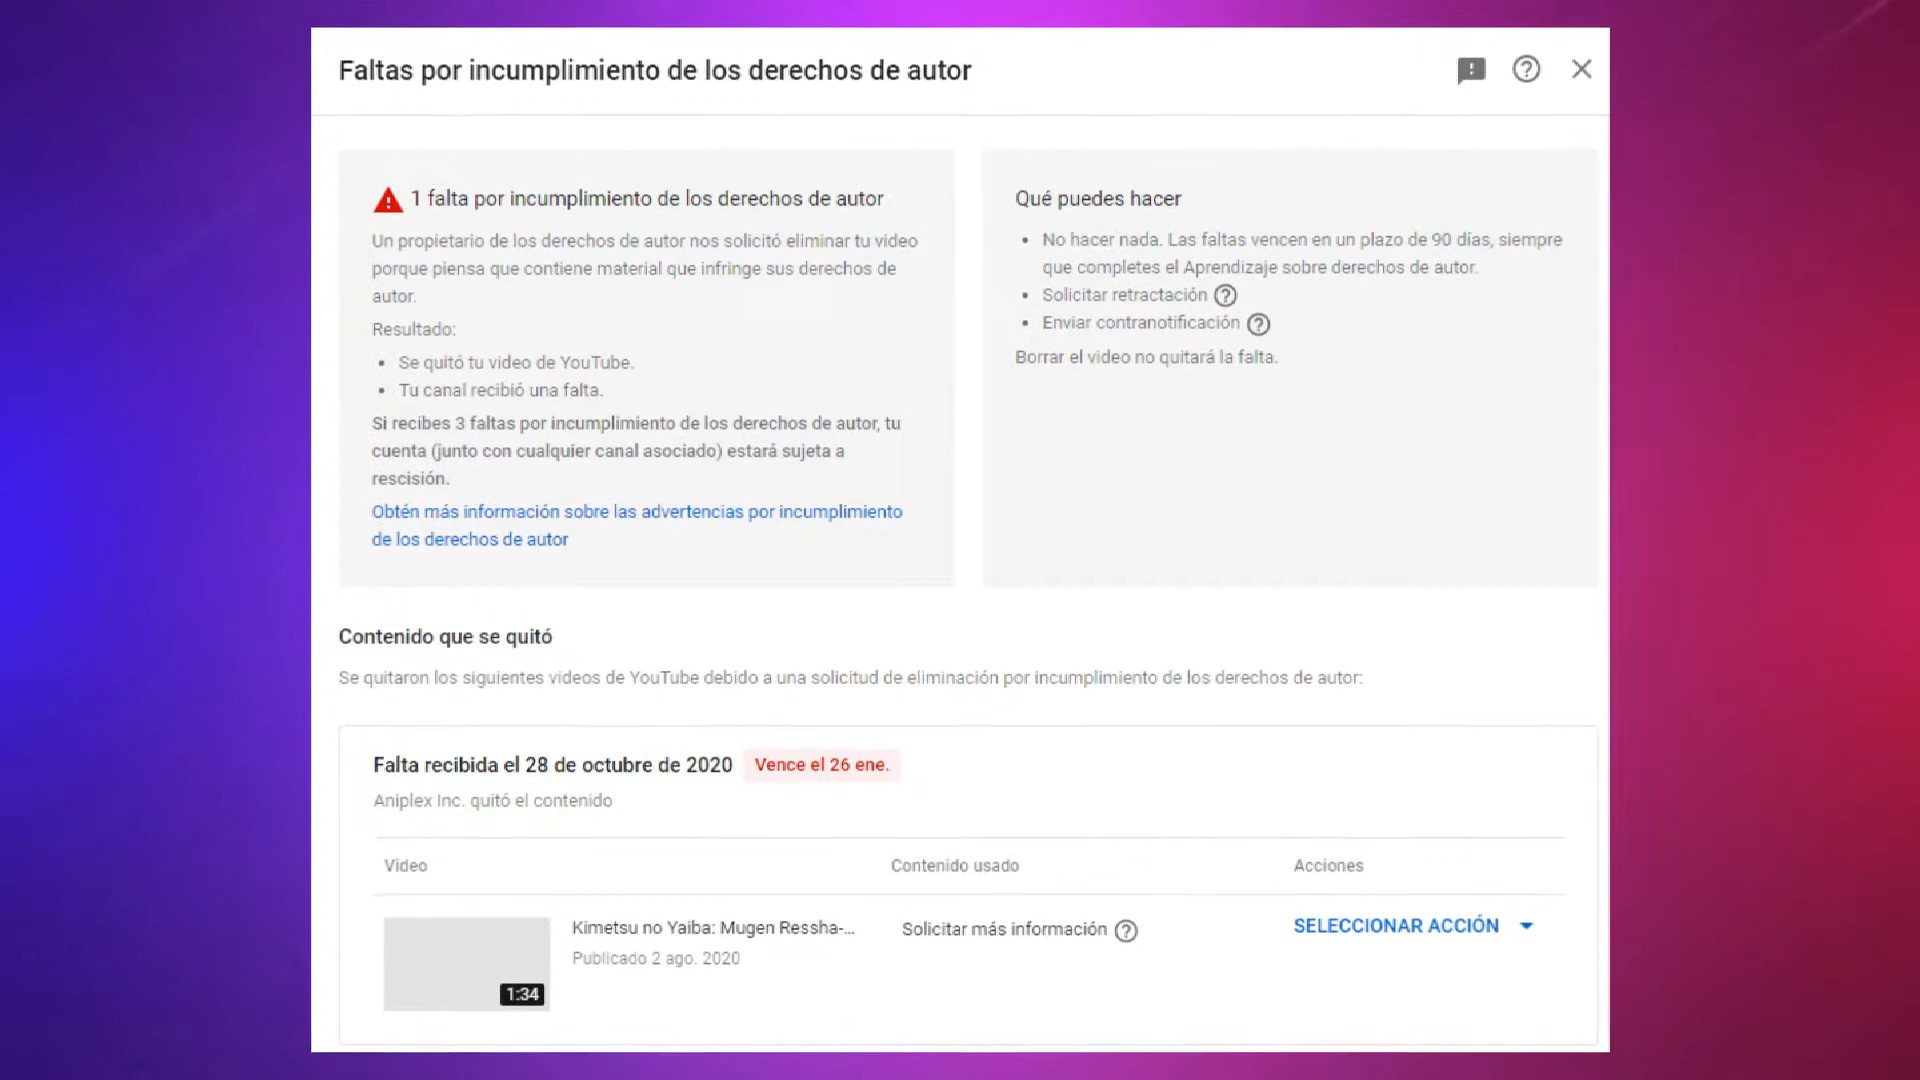 Faltas por incumplimiento de los derechos de autor
1 falta por incumplimiento de los derechos de autor
Un propietario de los derechos de autor nos solicitó eliminar tu video
porque piensa que contiene material que infringe sus derechos de
autor.
Resultado:
• Se quitó tu video de YouTube.
• Tu canal recibió una falta.
Si recibes 3 faltas por incumplimiento de los derechos de autor, tu
cuenta (junto con cualquier canal asociado) estará sujeta a
rescisión.
Obtén más información sobre las advertencias por incumplimiento
de los derechos de autor
Qué puedes hacer
• No hacer nada. Las faltas vencen en un plazo de 90 días, siempre
que completes el Aprendizaje sobre derechos de autor.
• Solicitar retractación
• Enviar contranotificación
Borrar el video no quitará la falta.
Contenido que se quitó
Se quitaron los siguientes videos de YouTube debido a una solicitud de eliminación por incumplimiento de los derechos de autor:
Falta recibida el 28 de octubre de 2020 Vence el 26 ene.
Aniplex Inc. quitó el contenido
Video Contenido usado Acciones
Kimetsu no Yaiba: Mugen Ressha-... Solicitar más información SELECCIONAR ACCIÓN
Publicado 2 ago. 2020
1:34